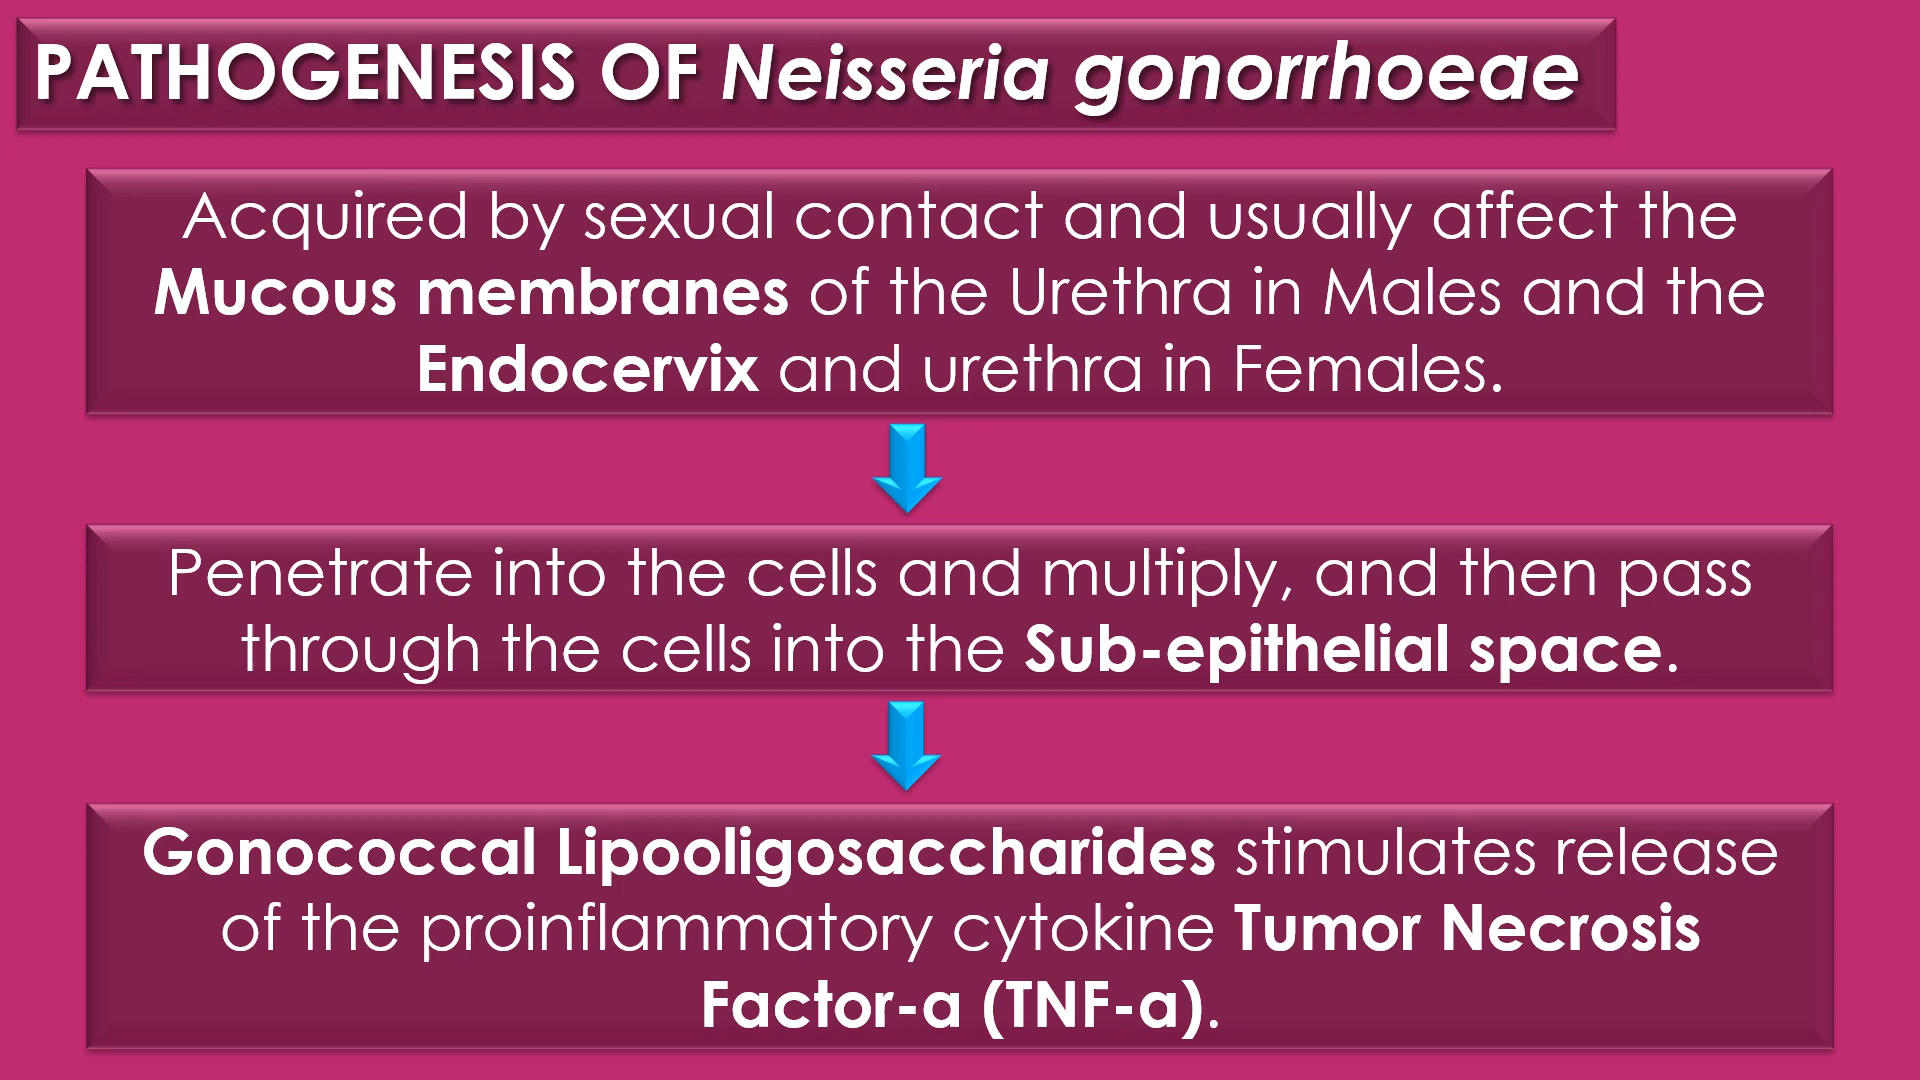 PATHOGENESIS OF Neisseria gonorrhoeae
Acquired by sexual contact and usually affect the
Mucous membranes of the Urethra in Males and the
Endocervix and urethra in Females.
Penetrate into the cells and multiply, and then pass
through the cells into the Sub-epithelial space.
Gonococcal Lipooligosaccharides stimulates release
of the proinflammatory cytokine Tumor Necrosis
Factor-a (TNF-a).